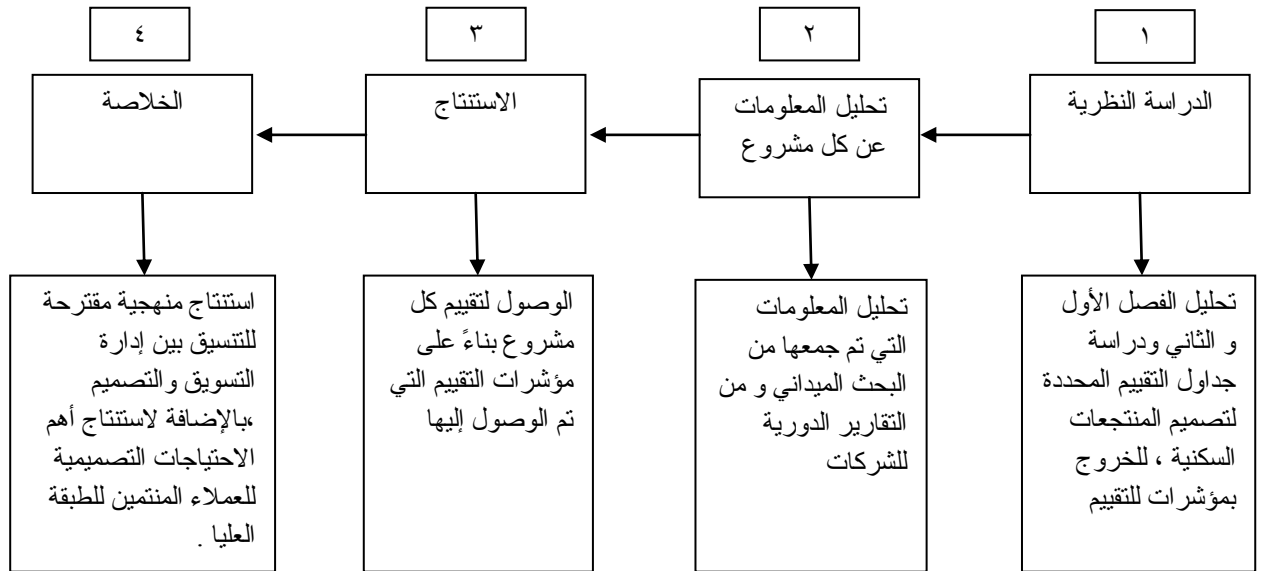 ١
٢
٣
٤
الدراسة النظرية
تحليل المعلومات
عن كل مشروع
الاستنتاج
الخلاصة
تحليل الفصل الأول
و الثاني ودراسة
جداول التقييم المحددة
لتصميم المنتجعات
السكنية ، للخروج
بمؤشرات للتقييم
تحليل المعلومات
التي تم جمعها من
البحث الميداني و من
التقارير الدورية
للشركات
الوصول لتقييم كل
مشروع بناءً على
مؤشرات التقييم التي
تم الوصول إليها
استنتاج منهجية مقترحة
للتنسيق بين إدارة
التسويق والتصميم
،بالإضافة لاستنتاج أهم
الاحتياجات التصميمية
للعملاء المنتمين للطبقة
العليا .